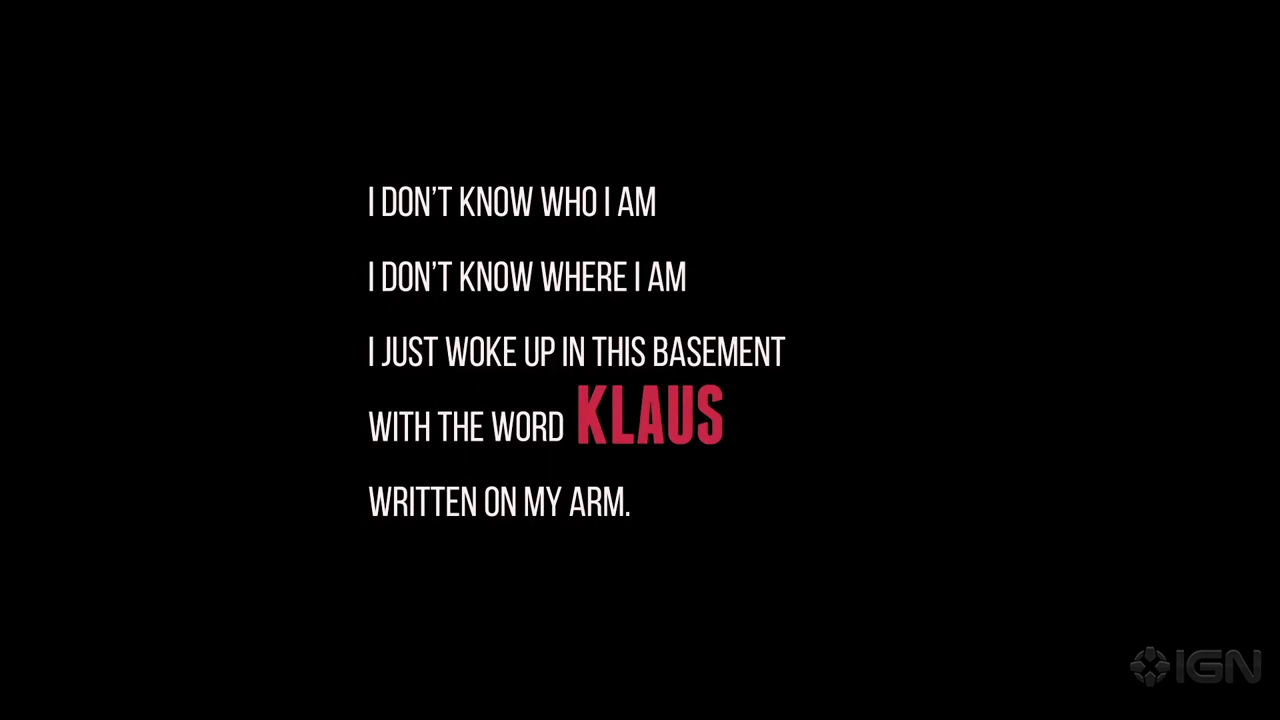 I DON'T KNOW WHO I AM
I DON'T KNOW WHERE I AM
I JUST WOKE UP IN THIS BASEMENT
WITH THE WORD KLAUS
WRITTEN ON MY ARM.
IGN